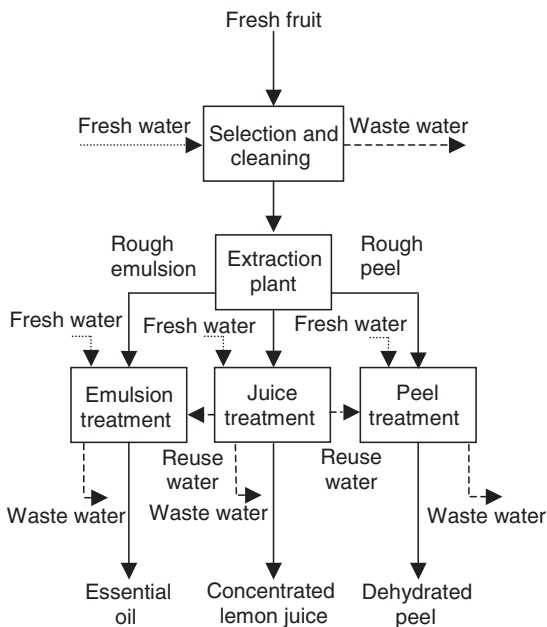 Fresh fruit
Fresh water
Selection and
cleaning
Waste water
Rough
emulsion
Extraction
plant
Rough
peel
Fresh water
Fresh water
Fresh water
Emulsion
treatment
Juice
treatment
Peel
treatment
Reuse
water
Reuse
water
Waste water
Waste water
Waste water
Essential
oil
Concentrated
lemon juice
Dehydrated
peel